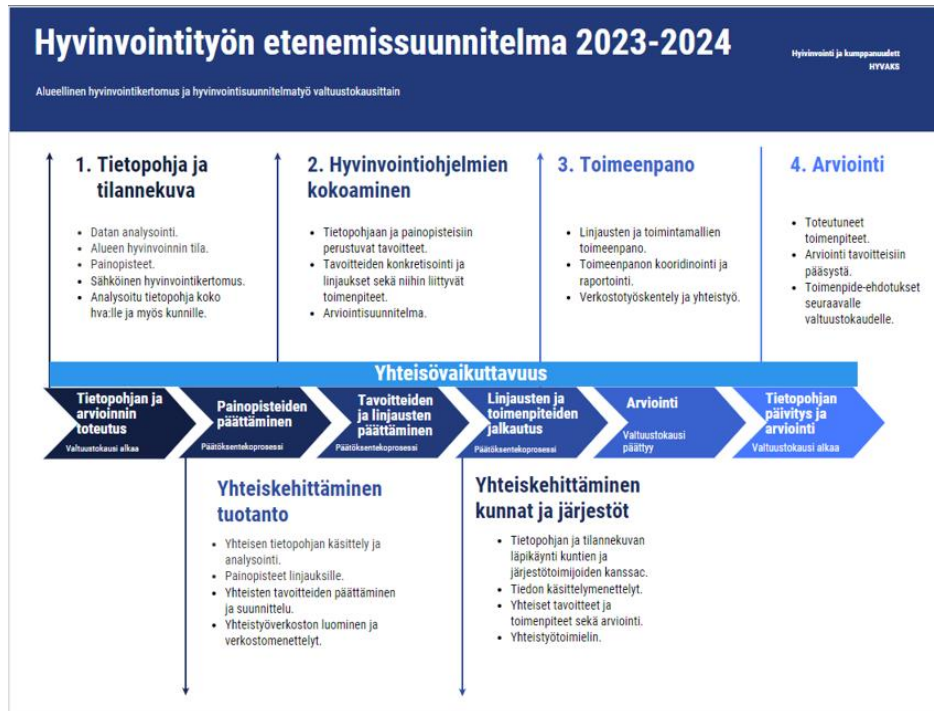 Hyvinvointityön etenemissuunnitelma 2023-2024
Hyivinvointi ja kumppanuudett
HYVAKS
Alueellinen hyvinvointikertomus ja hyvinvointisuunnitelmatyö valtuustokausittain
1. Tietopohja ja
tilannekuva
• Datan analysointi.
• Alueen hyvinvoinnin tila.
• Painopisteet.
• Sähköinen hyvinvointikertomus.
• Analysoitu tietopohja koko
hva:lle ja myös kunnille.
2. Hyvinvointiohjelmien
kokoaminen
• Tietopohjaan ja painopisteisiin
perustuvat tavoitteet.
• Tavoitteiden konkretisointi ja
linjaukset sekä niihin liittyvät
toimenpiteet.
• Arviointisuunnitelma.
3. Toimeenpano
• Linjausten ja toimintamallien
toimeenpano.
• Toimeenpanon kooridinointi ja
raportointi.
• Verkostotyöskentely ja yhteistyö.
4. Arviointi
• Toteutuneet
toimenpiteet.
• Arviointi tavoitteisiin
pääsystä.
• Toimenpide-ehdotukset
seuraavalle
valtuustokaudelle.
Yhteisövaikuttavuus
Tietopohjan ja
arvioinnin
toteutus
Valtuustokausi alkaa
Painopisteiden
päättäminen
Päätöksentekoprosessi
Tavoitteiden
ja linjausten
päättäminen
Päätöksentekoprosessi
Linjausten ja
toimenpiteiden
jalkautus
Päätöksentekoprosessi
Arviointi
Valtuustokausi
päättyy
Tietopohjan
päivitys ja
arviointi
Valtuustokausi alkaa
Yhteiskehittäminen
tuotanto
• Yhteisen tietopohjan käsittely ja
analysointi.
• Painopisteet linjauksille.
• Yhteisten tavoitteiden päättäminen
ja suunnittelu.
• Yhteistyöverkoston luominen ja
verkostomenettelyt.
Yhteiskehittäminen
kunnat ja järjestöt
• Tietopohjan ja tilannekuvan
läpikäynti kuntien ja
järjestötoimijoiden kanssac.
• Tiedon käsittelymenettelyt.
• Yhteiset tavoitteet ja
toimenpiteet sekä arviointi.
• Yhteistyötoimielin.